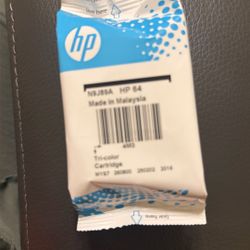 hp
N9J89A HP 64
Made in Malaysia
Tri-color
Cartridge